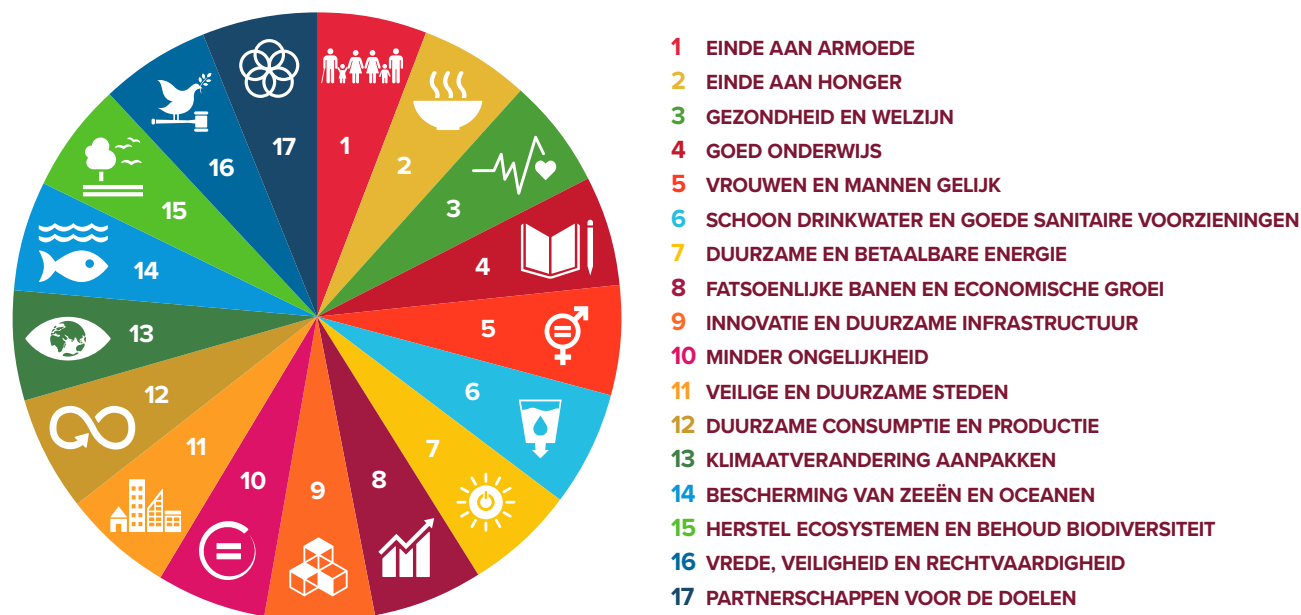 1
2
3
4
5
6
7
8
9
10
11
12
13
14
15
16
17
1 EINDE AAN ARMOEDE
2 EINDE AAN HONGER
3 GEZONDHEID EN WELZIJN
4 GOED ONDERWIJS
5 VROUWEN EN MANNEN GELIJK
6 SCHOON DRINKWATER EN GOEDE SANITAIRE VOORZIENINGEN
7 DUURZAME EN BETAALBARE ENERGIE
8 FATSOENLIJKE BANEN EN ECONOMISCHE GROEI
9 INNOVATIE EN DUURZAME INFRASTRUCTUUR
10 MINDER ONGELIJKHEID
11 VEILIGE EN DUURZAME STEDEN
12 DUURZAME CONSUMPTIE EN PRODUCTIE
13 KLIMAATVERANDERING AANPAKKEN
14 BESCHERMING VAN ZEEËN EN OCEANEN
15 HERSTEL ECOSYSTEMEN EN BEHOUD BIODIVERSITEIT
16 VREDE, VEILIGHEID EN RECHTVAARDIGHEID
17 PARTNERSCHAPPEN VOOR DE DOELEN